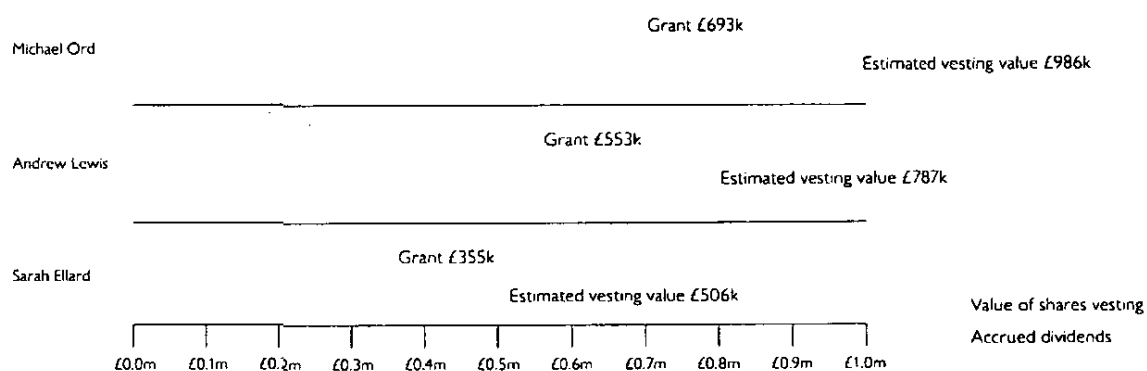 Grant £693k
Michael Ord
Estimated vesting value £986k
Grant £553k
Andrew Lewis
Estimated vesting value £787k
Grant £355k
Sarah Ellard
Estimated vesting value £506k
Value of shares vesting
Accrued dividends
£0.0m £0.1m £0.2m £0.3m £0.4m £0.5m £0.6m £0.7m £0.8m £0.9m £1.0m